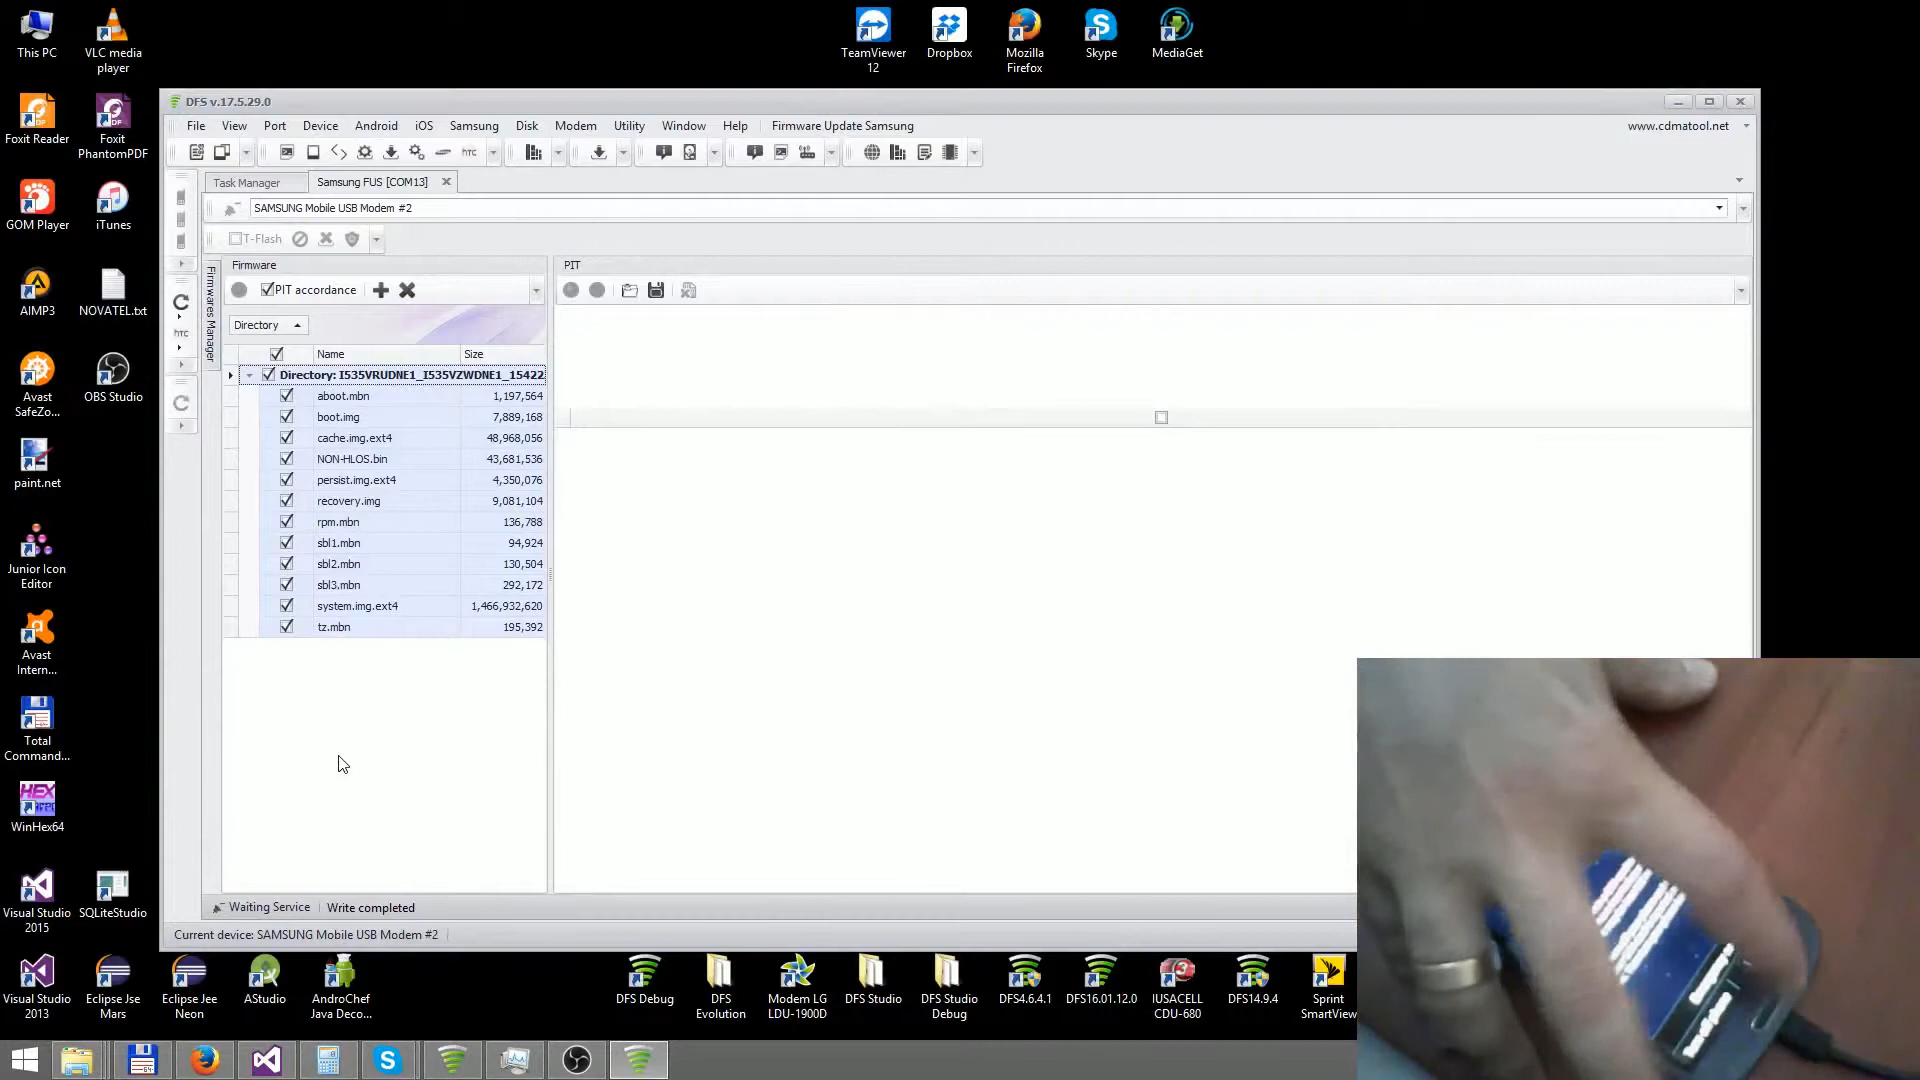 This PC
VLC media
player
TeamViewer
12
Dropbox
Mozilla
Firefox
Skype
MediaGet
Foxit Reader
Foxit
PhantomPDF
GOM Player
iTunes
AIMP3
NOVATEL.txt
Avast
SafeZo...
OBS Studio
paint.net
Junior Icon
Editor
Avast
Intern...
Total
Command...
HEX
WinHex64
Visual Studio
2015
SQLiteStudio
Visual Studio
2013
Eclipse Jse
Mars
Eclipse Jee
Neon
AStudio
AndroChef
Java Deco...
DFS Debug
DFS
Evolution
Modem LG
LDU-1900D
DFS Studio
DFS Studio
Debug
DFS4.6.4.1
DFS16.01.12.0
IUSACELL
CDU-680
DFS14.9.4
Sprint
SmartView
DFS v.17.5.29.0
File View Port Device Android iOS Samsung Disk Modem Utility Window Help Firmware Update Samsung www.cdmatool.net
htc
Task Manager Samsung FUS [COM13]
SAMSUNG Mobile USB Modem #2
T-Flash
Firmwares Manager
htc
Firmware
PIT
PIT accordance
Directory
Name Size
Directory: I535VRUDNE1_I535VZWDNE1_15422
aboot.mbn 1,197,564
boot.img 7,889,168
cache.img.ext4 48,968,056
NON-HLOS.bin 43,681,536
persist.img.ext4 4,350,076
recovery.img 9,081,104
rpm.mbn 136,788
sbl1.mbn 94,924
sbl2.mbn 130,504
sbl3.mbn 292,172
system.img.ext4 1,466,932,620
tz.mbn 195,392
Waiting Service Write completed
Current device: SAMSUNG Mobile USB Modem #2